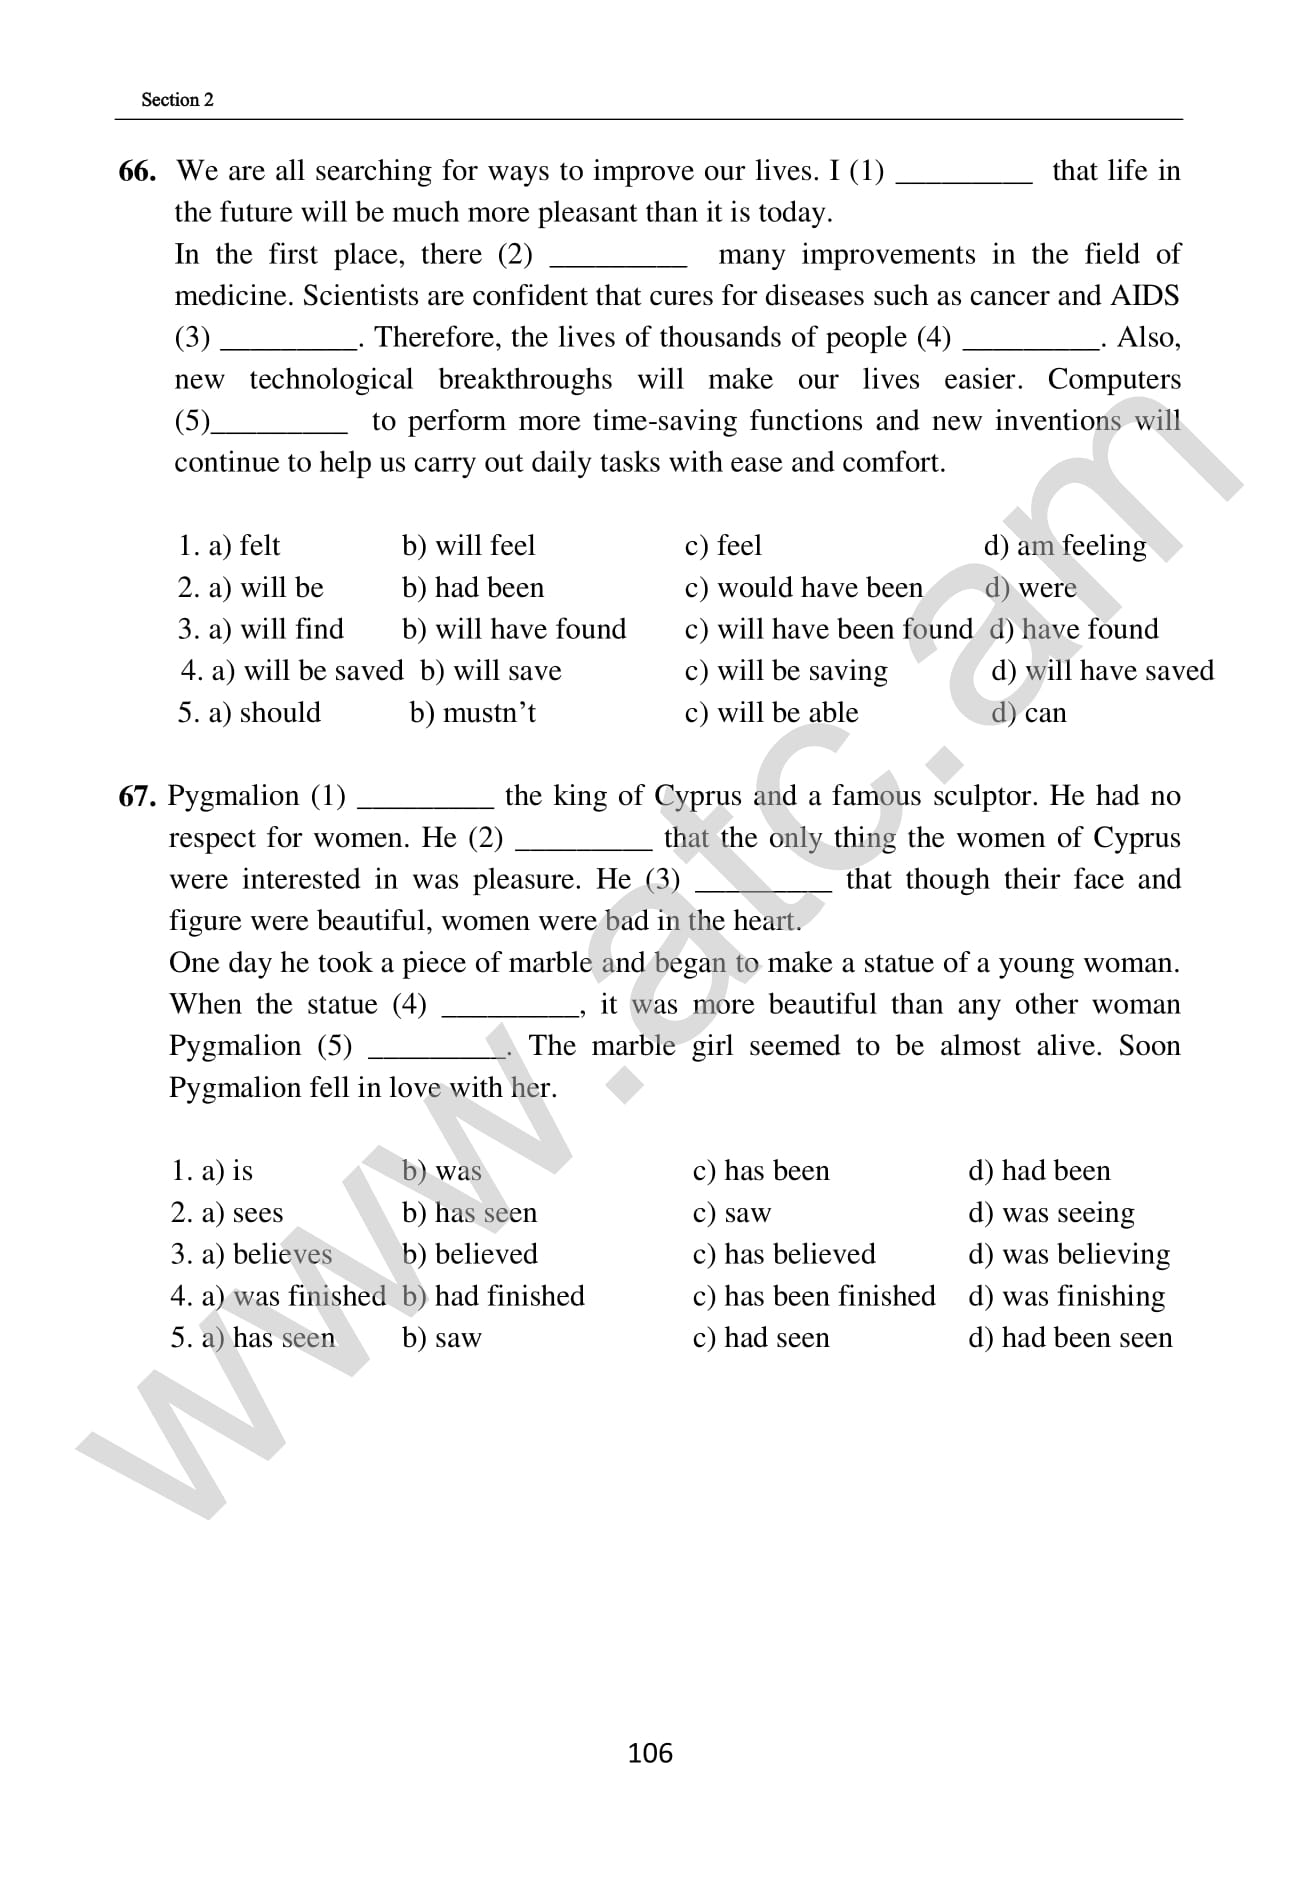 Section 2
66. We are all searching for ways to improve our lives. I (1) _________ that life in
the future will be much more pleasant than it is today.
In the first place, there (2) _________ many improvements in the field of
medicine. Scientists are confident that cures for diseases such as cancer and AIDS
(3) _________. Therefore, the lives of thousands of people (4) _________. Also,
new technological breakthroughs will make our lives easier. Computers
(5)_________ to perform more time-saving functions and new inventions will
continue to help us carry out daily tasks with ease and comfort.
1. a) felt b) will feel c) feel d) am feeling
2. a) will be b) had been c) would have been d) were
3. a) will find b) will have found c) will have been found d) have found
4. a) will be saved b) will save c) will be saving d) will have saved
5. a) should b) mustn’t c) will be able d) can
67. Pygmalion (1) _________ the king of Cyprus and a famous sculptor. He had no
respect for women. He (2) _________ that the only thing the women of Cyprus
were interested in was pleasure. He (3) _________ that though their face and
figure were beautiful, women were bad in the heart.
One day he took a piece of marble and began to make a statue of a young woman.
When the statue (4) _________, it was more beautiful than any other woman
Pygmalion (5) _________. The marble girl seemed to be almost alive. Soon
Pygmalion fell in love with her.
1. a) is b) was c) has been d) had been
2. a) sees b) has seen c) saw d) was seeing
3. a) believes b) believed c) has believed d) was believing
4. a) was finished b) had finished c) has been finished d) was finishing
5. a) has seen b) saw c) had seen d) had been seen
www.atc.am
106